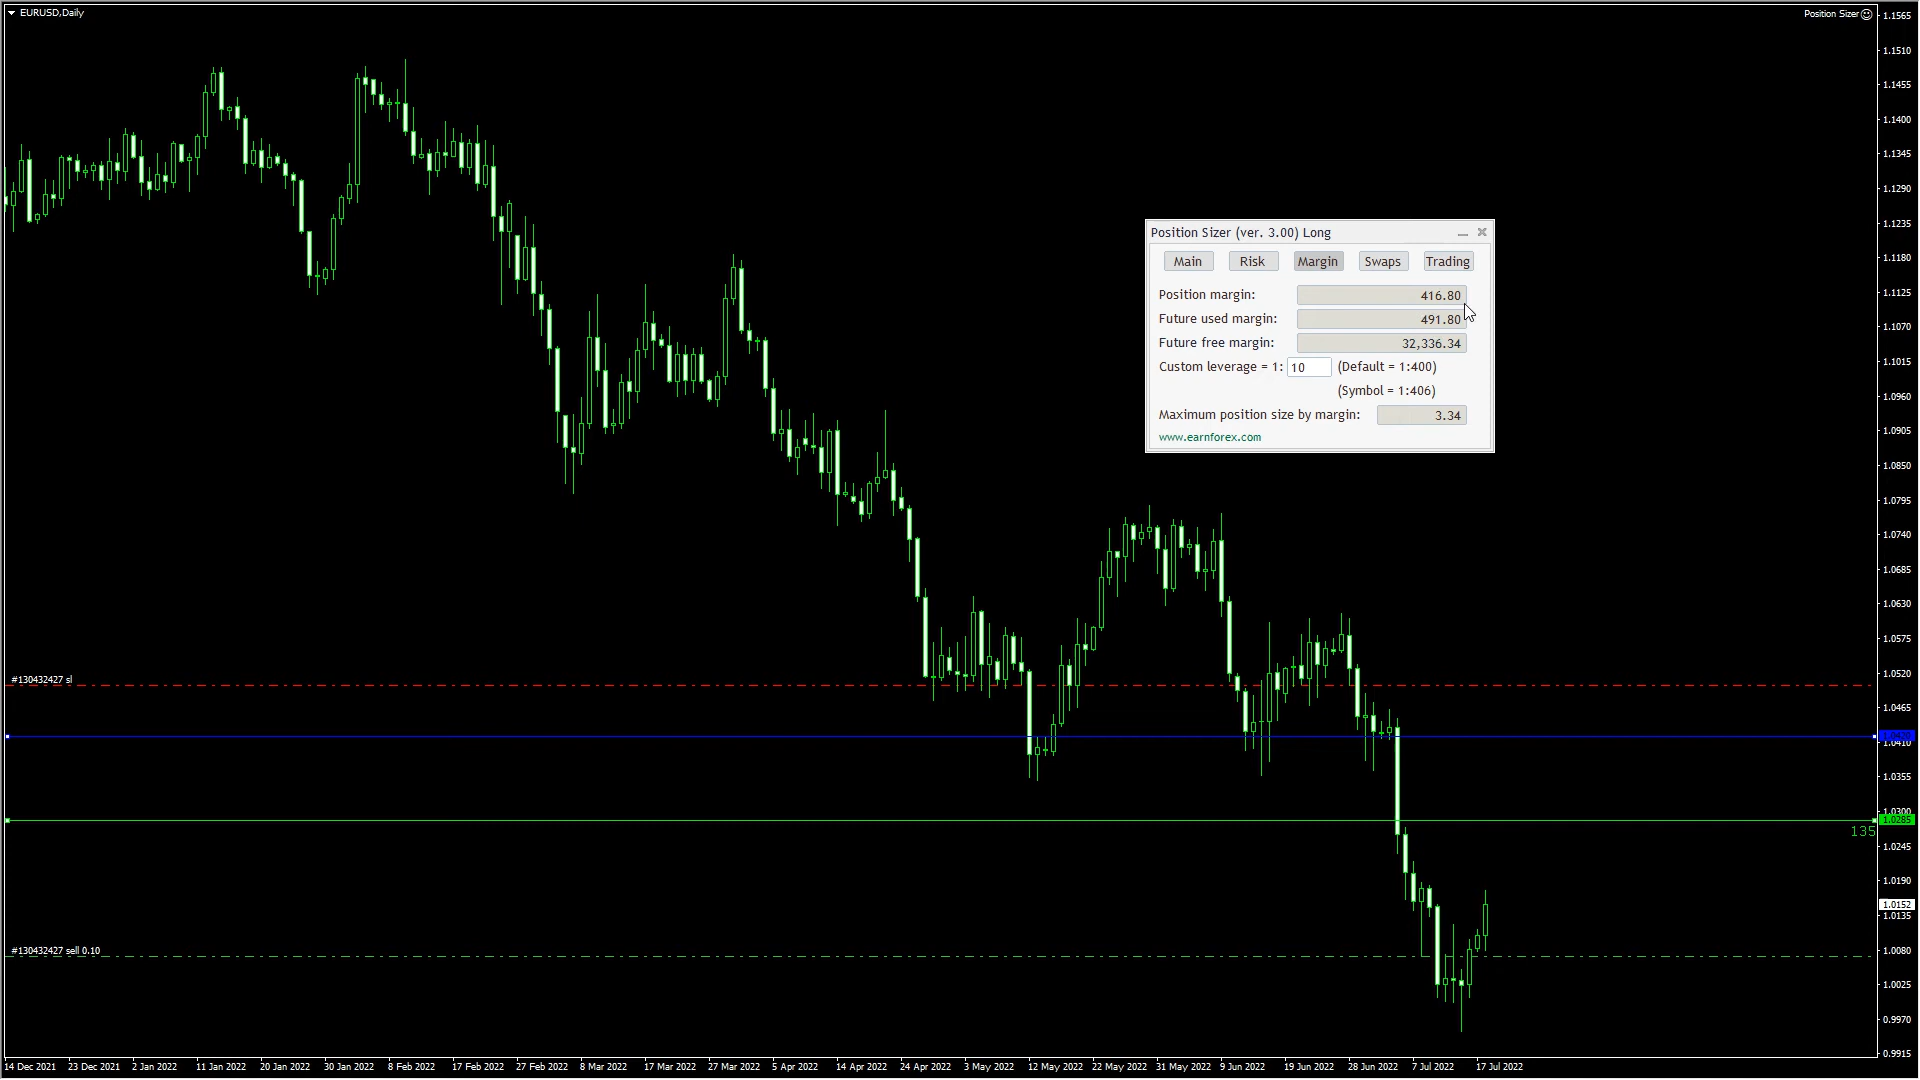 EURUSD,Daily
Position Sizer
1.1565
1.1510
1.1455
1.1400
1.1345
1.1290
1.1235
1.1180
1.1125
1.1070
1.1015
1.0960
1.0905
1.0850
1.0795
1.0740
1.0685
1.0630
1.0575
1.0520
1.0465
1.0410
1.0355
1.0300
1.0285
135
1.0245
1.0190
1.0152
1.0135
1.0080
1.0025
0.9970
0.9915
Position Sizer (ver. 3.00) Long
Main Risk Margin Swaps Trading
Position margin: 416.80
Future used margin: 491.80
Future free margin: 32,336.34
Custom leverage = 1: 10 (Default = 1:400)
(Symbol = 1:406)
Maximum position size by margin: 3.34
www.earnforex.com
#130432427 sl
#130432427 sell 0.10
14 Dec 2021 23 Dec 2021 2 Jan 2022 11 Jan 2022 20 Jan 2022 30 Jan 2022 8 Feb 2022 17 Feb 2022 27 Feb 2022 8 Mar 2022 17 Mar 2022 27 Mar 2022 5 Apr 2022 14 Apr 2022 24 Apr 2022 3 May 2022 12 May 2022 22 May 2022 31 May 2022 9 Jun 2022 19 Jun 2022 28 Jun 2022 7 Jul 2022 17 Jul 2022